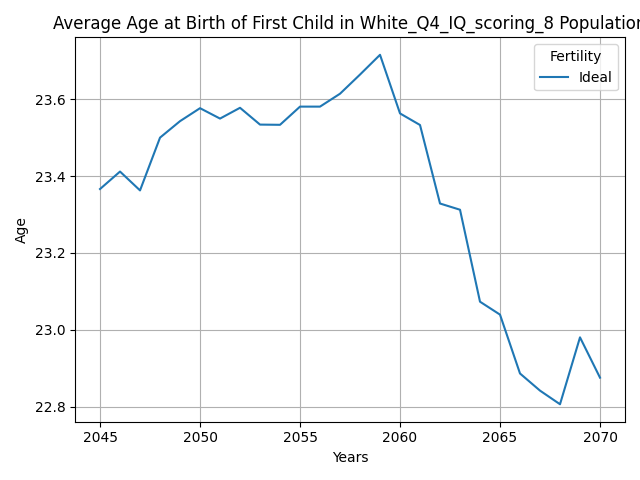 Average Age at Birth of First Child in White_Q4_IQ_scoring_8 Population
Fertility
Ideal
23.6
23.4
23.2
23.0
22.8
Age
2045 2050 2055 2060 2065 2070
Years